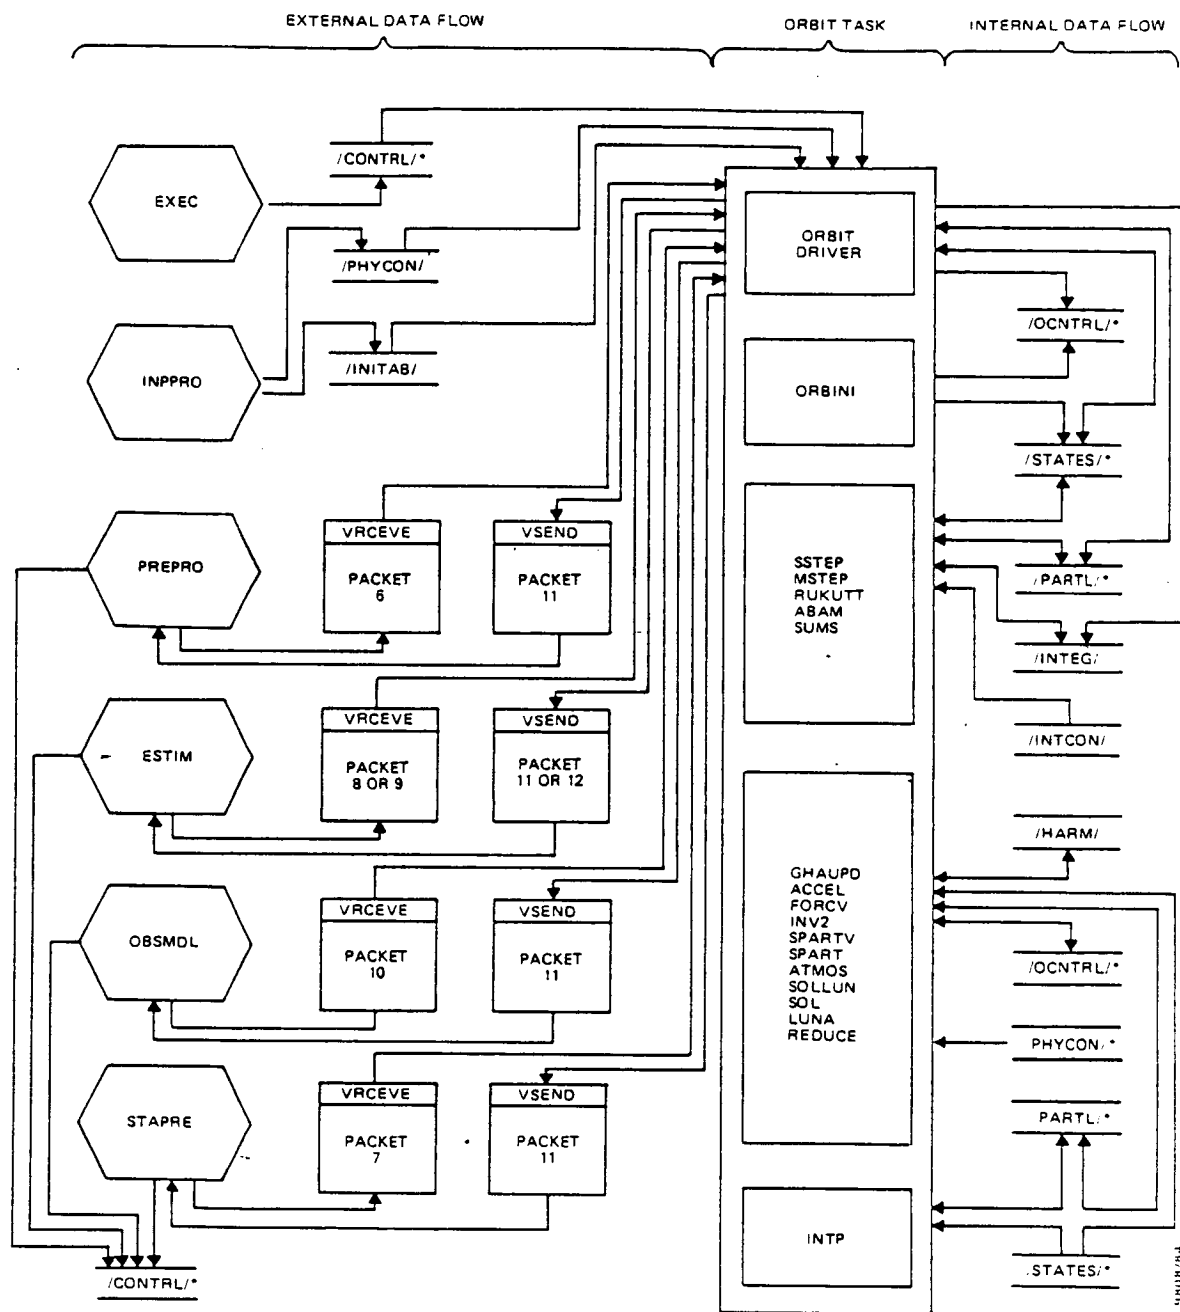 EXTERNAL DATA FLOW
ORBIT TASK
INTERNAL DATA FLOW
/CONTRL/*
EXEC
/PHYCON/
INPPRO
/INITAB/
ORBIT
DRIVER
/OCNTRL/*
ORBINI
/STATES/*
PREPRO
VRCEVE
PACKET
6
VSEND
PACKET
11
SSTEP
MSTEP
RUKUTT
ABAM
SUMS
/PARTL/*
/INTEG/
/INTCON/
ESTIM
VRCEVE
PACKET
8 OR 9
VSEND
PACKET
11 OR 12
/HARM/
OBSMDL
VRCEVE
PACKET
10
VSEND
PACKET
11
GHAUPD
ACCEL
FORCV
INV2
SPARTV
SPART
ATMOS
SOLLUN
SOL
LUNA
REDUCE
/OCNTRL/*
PHYCON/*
PARTL/*
STAPRE
VRCEVE
PACKET
7
VSEND
PACKET
11
INTP
/CONTRL/*
/STATES/*